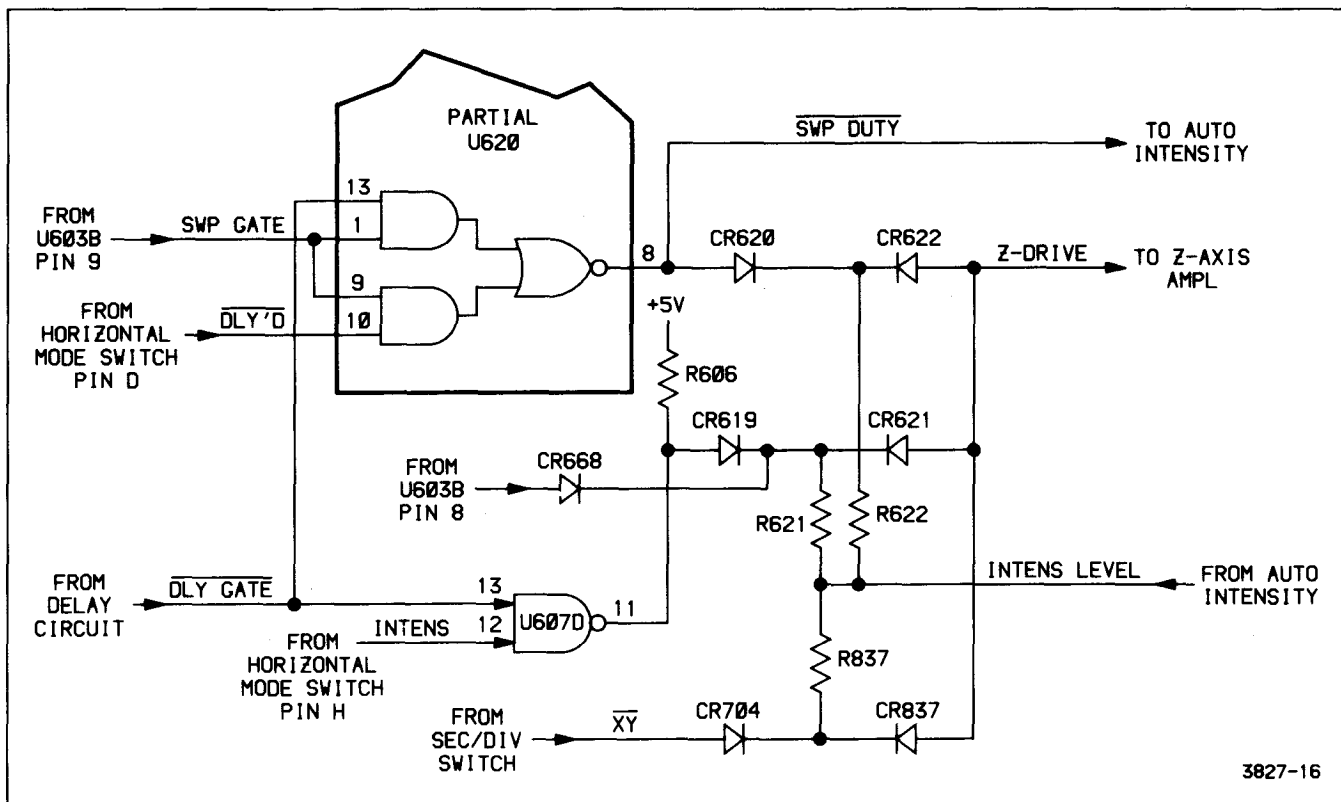 PARTIAL
U620
SWP DUTY
TO AUTO
INTENSITY
13
FROM
U603B
PIN 9
SWP GATE
1
8
CR620
CR622
Z-DRIVE
TO Z-AXIS
AMPL
9
FROM
HORIZONTAL
MODE SWITCH
PIN D
DLY'D
10
+5V
R606
CR619
CR621
FROM
U603B
PIN 8
CR668
R621
R622
FROM
DELAY
CIRCUIT
DLY GATE
13
INTENS
12
U607D
11
INTENS LEVEL
FROM AUTO
INTENSITY
FROM
HORIZONTAL
MODE SWITCH
PIN H
R837
FROM
SEC/DIV
SWITCH
XY
CR704
CR837
3827-16